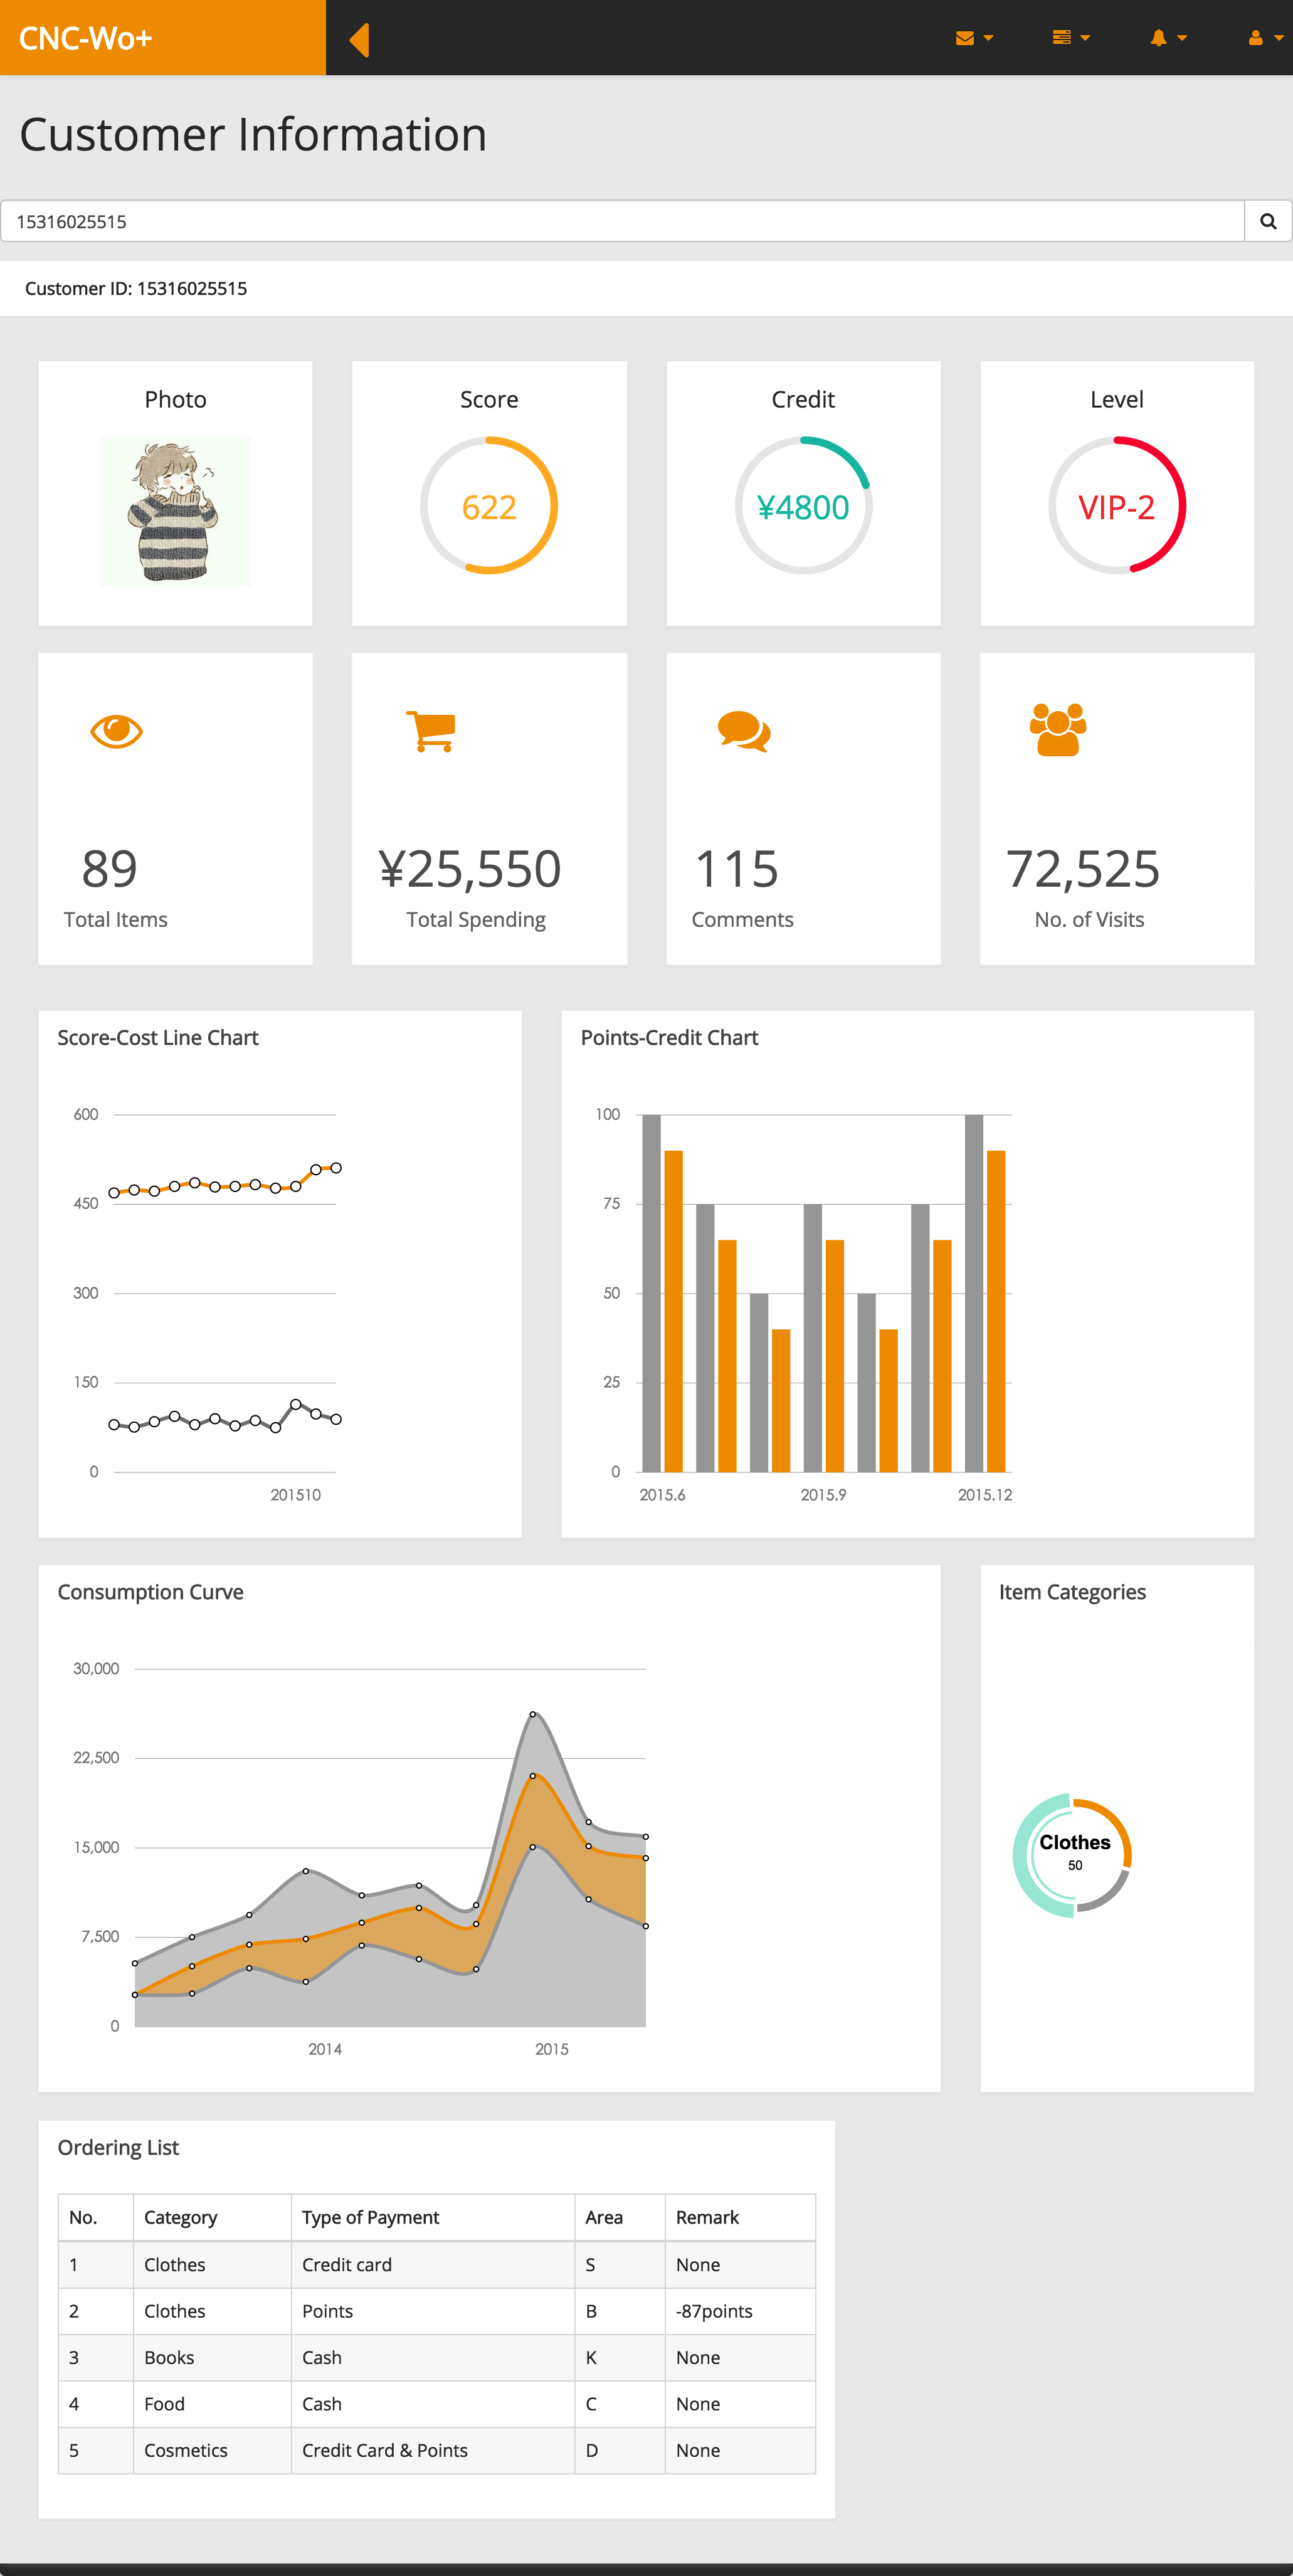 CNC-Wo+
Customer Information
15316025515
Customer ID: 15316025515
Photo
Score
Credit
Level
622
¥4800
VIP-2
89
¥25,550
115
72,525
Total Items
Total Spending
Comments
No. of Visits
Score-Cost Line Chart
600
450
300
150
0
201510
Points-Credit Chart
100
75
50
25
0
2015.6
2015.9
2015.12
Consumption Curve
30,000
22,500
15,000
7,500
0
2014
2015
Item Categories
Clothes
50
Ordering List
No. Category Type of Payment Area Remark
1 Clothes Credit card S None
2 Clothes Points B -87points
3 Books Cash K None
4 Food Cash C None
5 Cosmetics Credit Card & Points D None